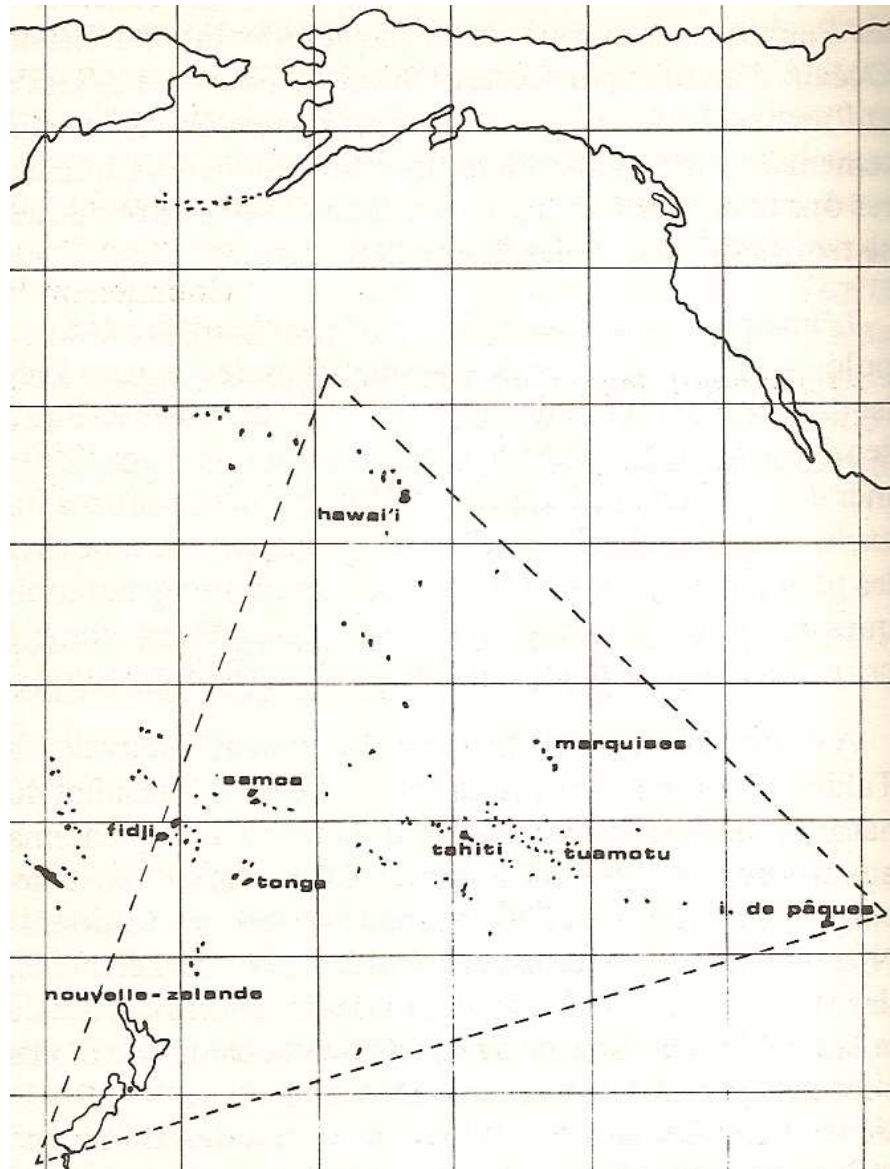 hawai'i
marquises
samoa
fidji
tahiti
tuamotu
tonga
i. de pâques
nouvelle-zelande